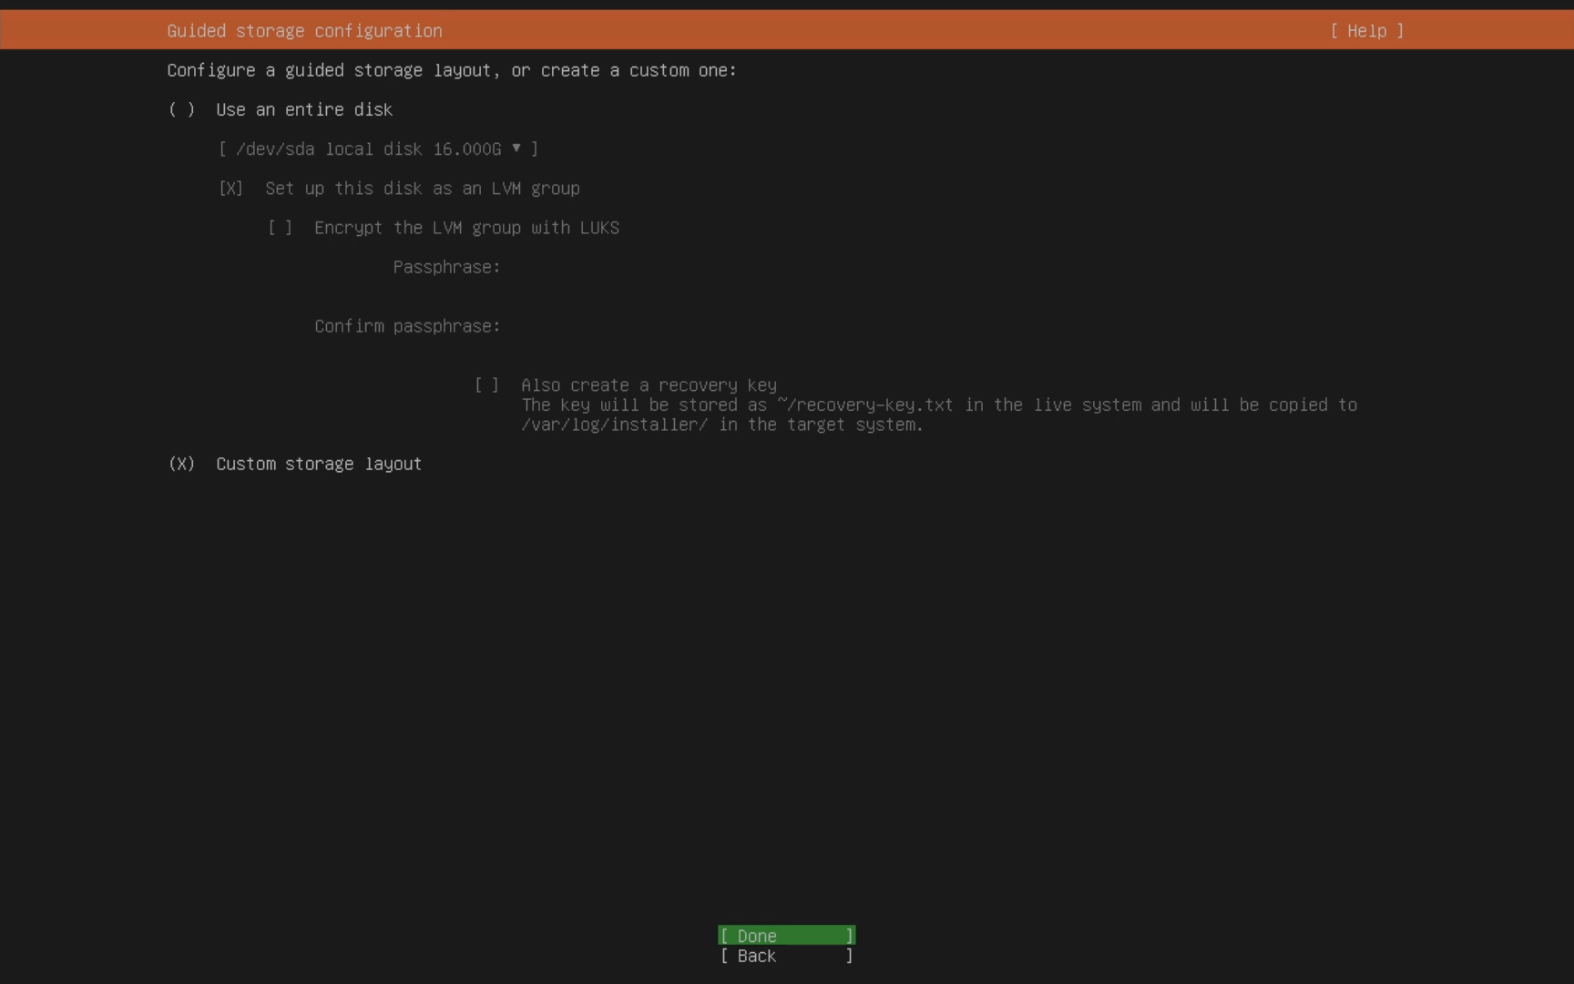 Guided storage configuration [ Help ]
Configure a guided storage layout, or create a custom one:
( ) Use an entire disk
[ /dev/sda local disk 16.000G ▾ ]
[X] Set up this disk as an LVM group
[ ] Encrypt the LVM group with LUKS
Passphrase:
Confirm passphrase:
[ ] Also create a recovery key
The key will be stored as ~/recovery-key.txt in the live system and will be copied to
/var/log/installer/ in the target system.
(X) Custom storage layout
[ Done ]
[ Back ]